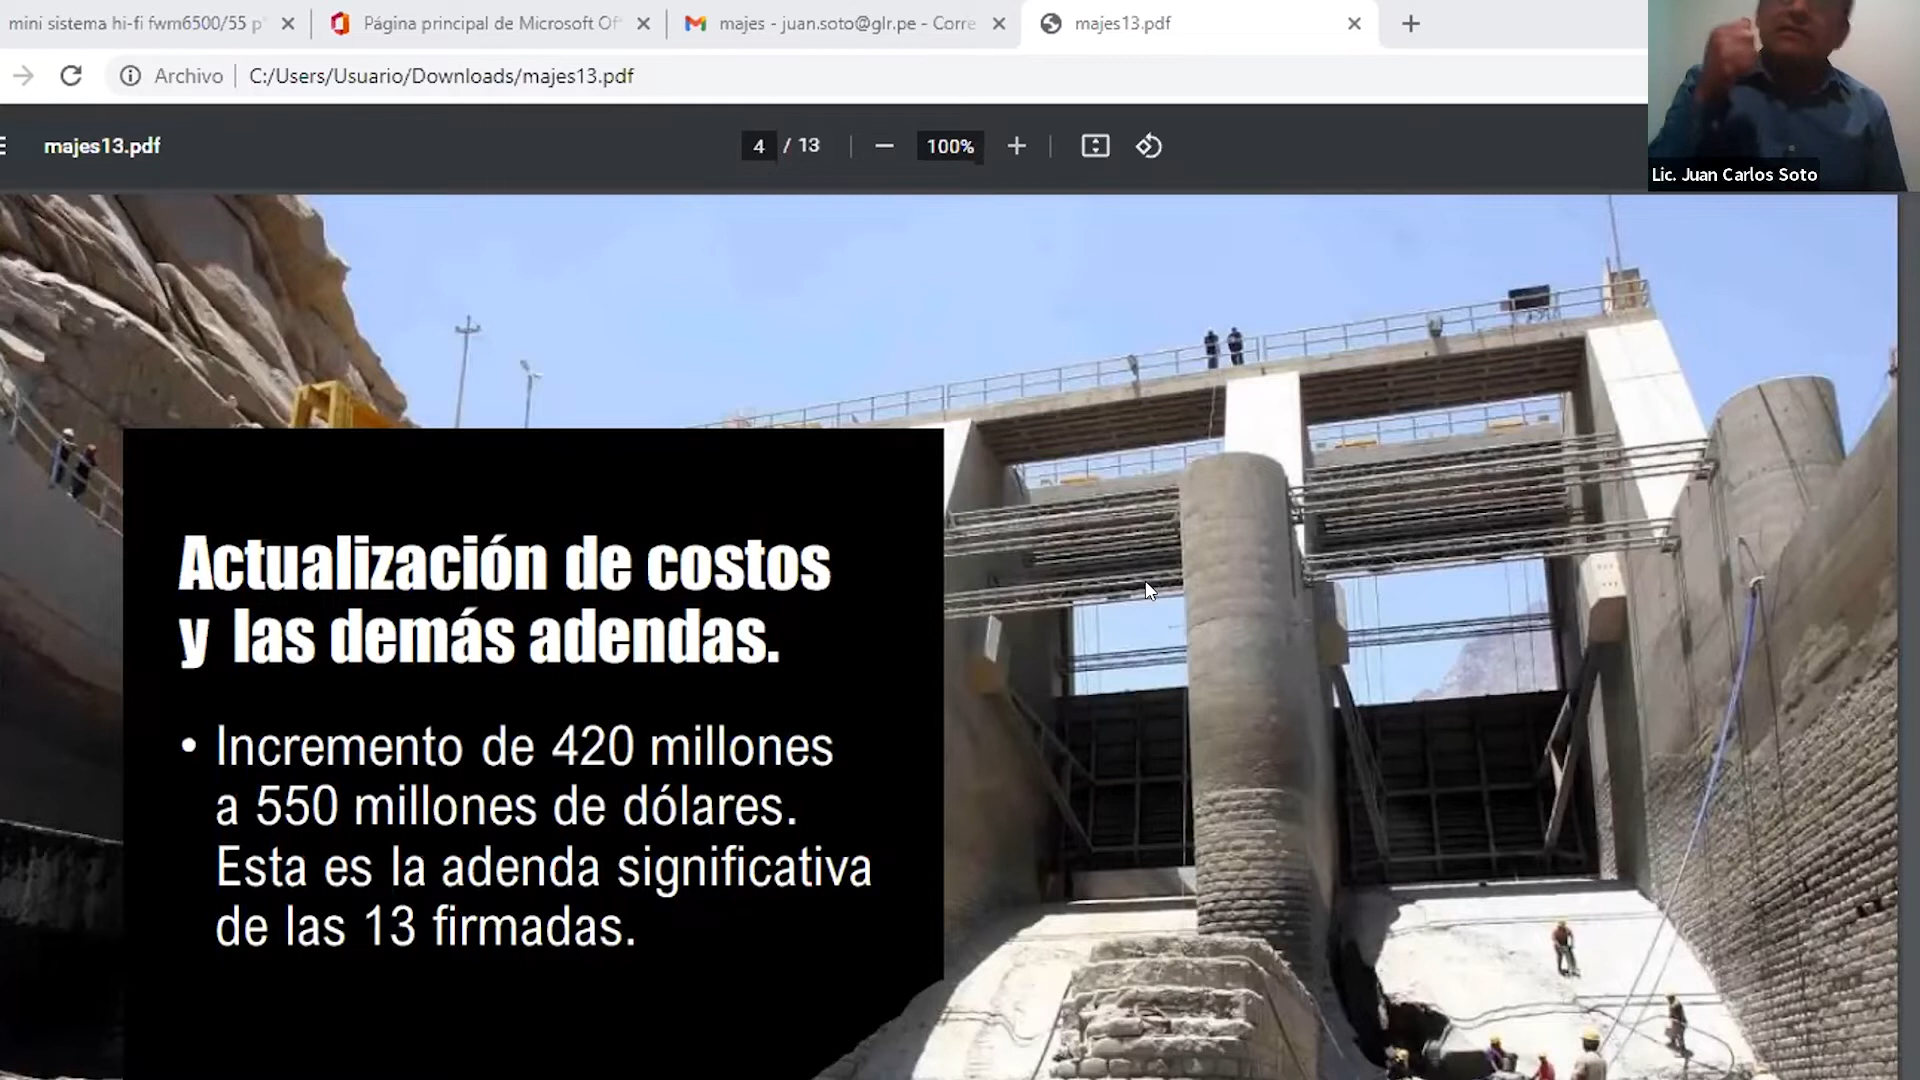 mini sistema hi-fi fwm6500/55 p
Página principal de Microsoft Of
majes - juan.soto@glr.pe - Corre
majes13.pdf
Archivo
C:/Users/Usuario/Downloads/majes13.pdf
majes13.pdf
4 / 13
100%
Lic. Juan Carlos Soto
Actualización de costos
y las demás adendas.
• Incremento de 420 millones
a 550 millones de dólares.
Esta es la adenda significativa
de las 13 firmadas.